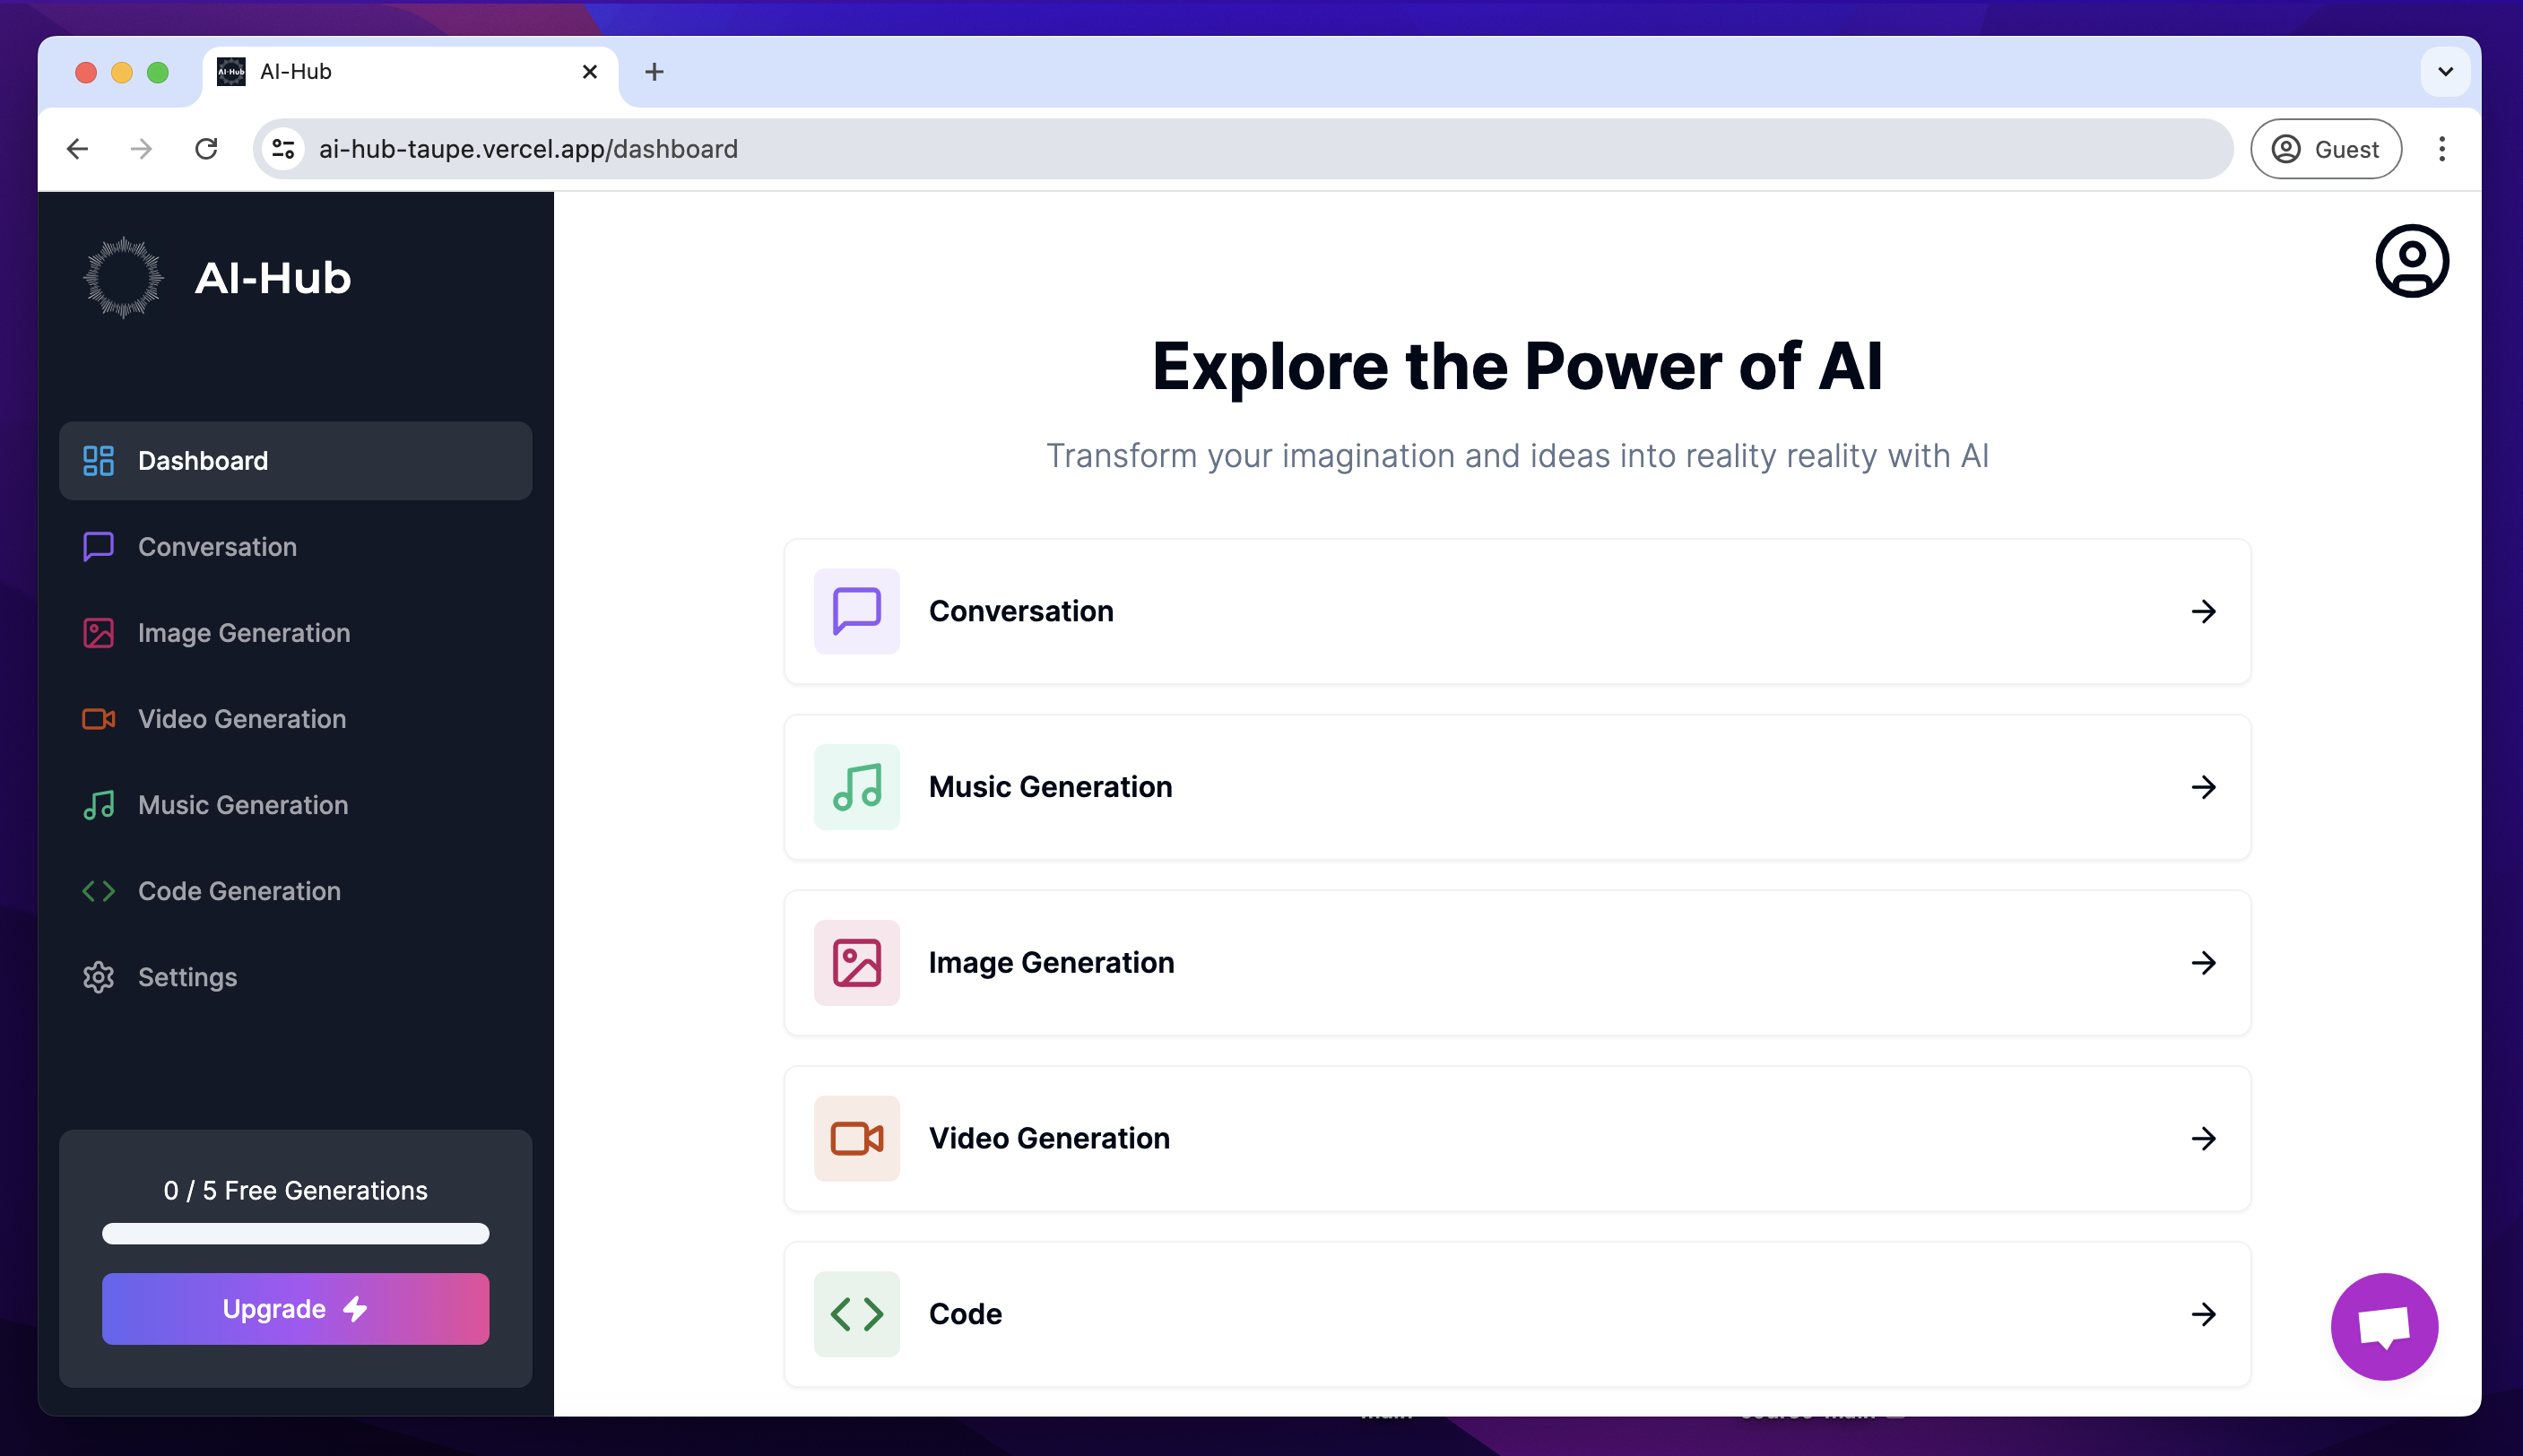 AI-Hub
ai-hub-taupe.vercel.app/dashboard
Guest
AI-Hub
Dashboard
Conversation
Image Generation
Video Generation
Music Generation
Code Generation
Settings
0 / 5 Free Generations
Upgrade
Explore the Power of AI
Transform your imagination and ideas into reality reality with AI
Conversation
Music Generation
Image Generation
Video Generation
Code